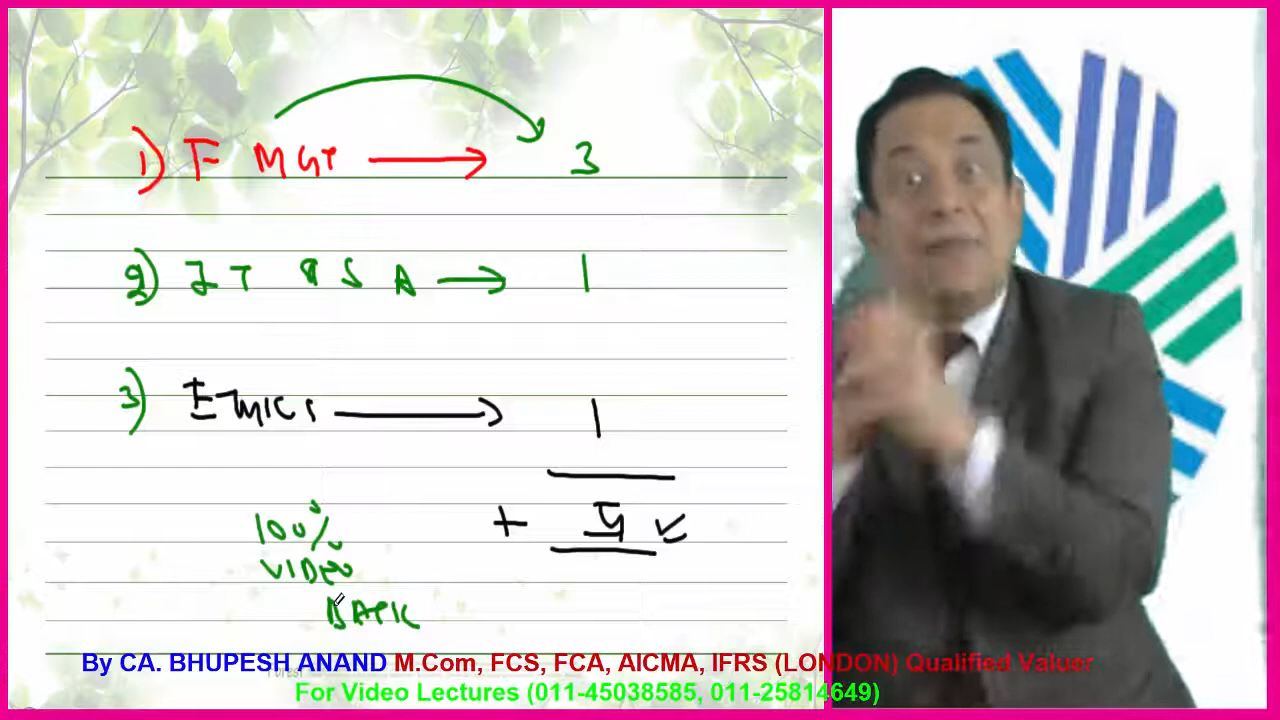 1) F MGT → 3
2) IT & S A → 1
3) ETHICS → 1
+ 5
100%
VIDEO
BACK
By CA. BHUPESH ANAND M.Com, FCS, FCA, AICMA, IFRS (LONDON) Qualified Valuer
For Video Lectures (011-45038585, 011-25814649)